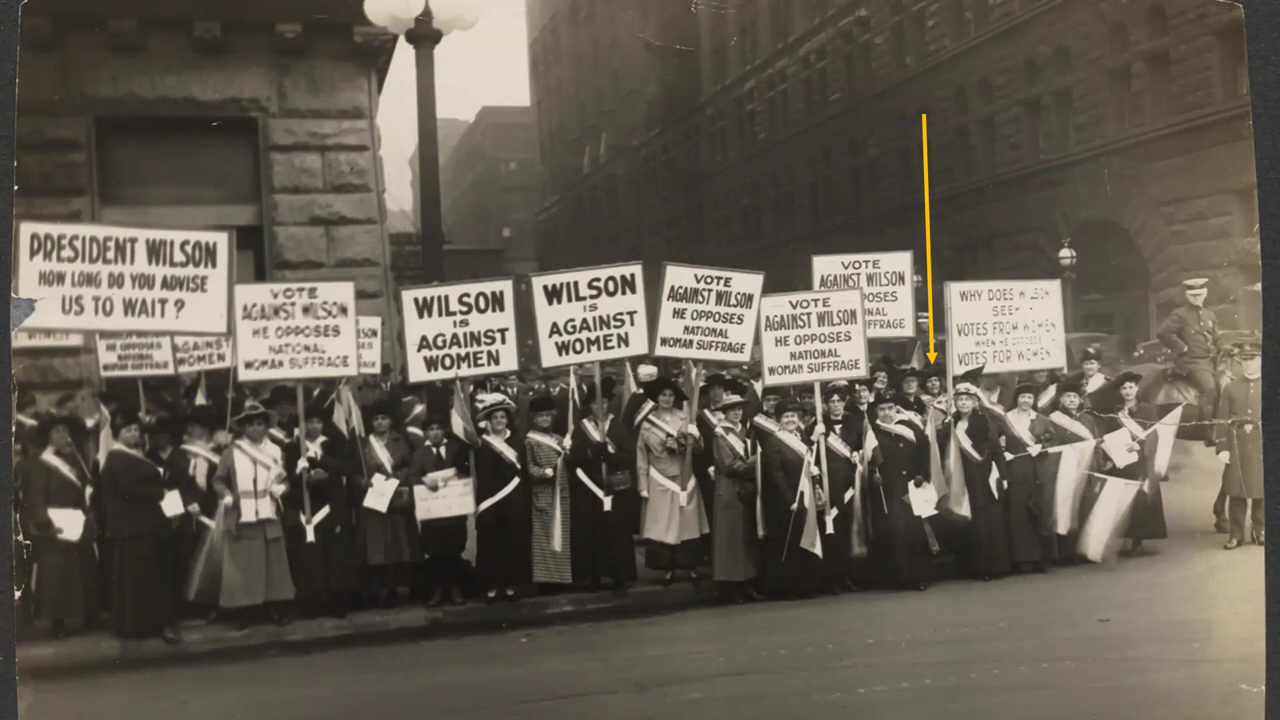 PRESIDENT WILSON
HOW LONG DO YOU ADVISE
US TO WAIT?
VOTE
AGAINST WILSON
HE OPPOSES
NATIONAL
WOMAN SUFFRAGE
AGAINST
WOMEN
WILSON
IS
AGAINST
WOMEN
WILSON
IS
AGAINST
WOMEN
VOTE
AGAINST WILSON
HE OPPOSES
NATIONAL
WOMAN SUFFRAGE
VOTE
AGAINST WILSON
HE OPPOSES
NATIONAL
WOMAN SUFFRAGE
VOTE
AGAINST WILSON
POSES
NAL
FFRAGE
WHY DOES WILSON
SEEK
VOTES FROM WOMEN
WHEN HE OPPOSES
VOTES FOR WOMEN